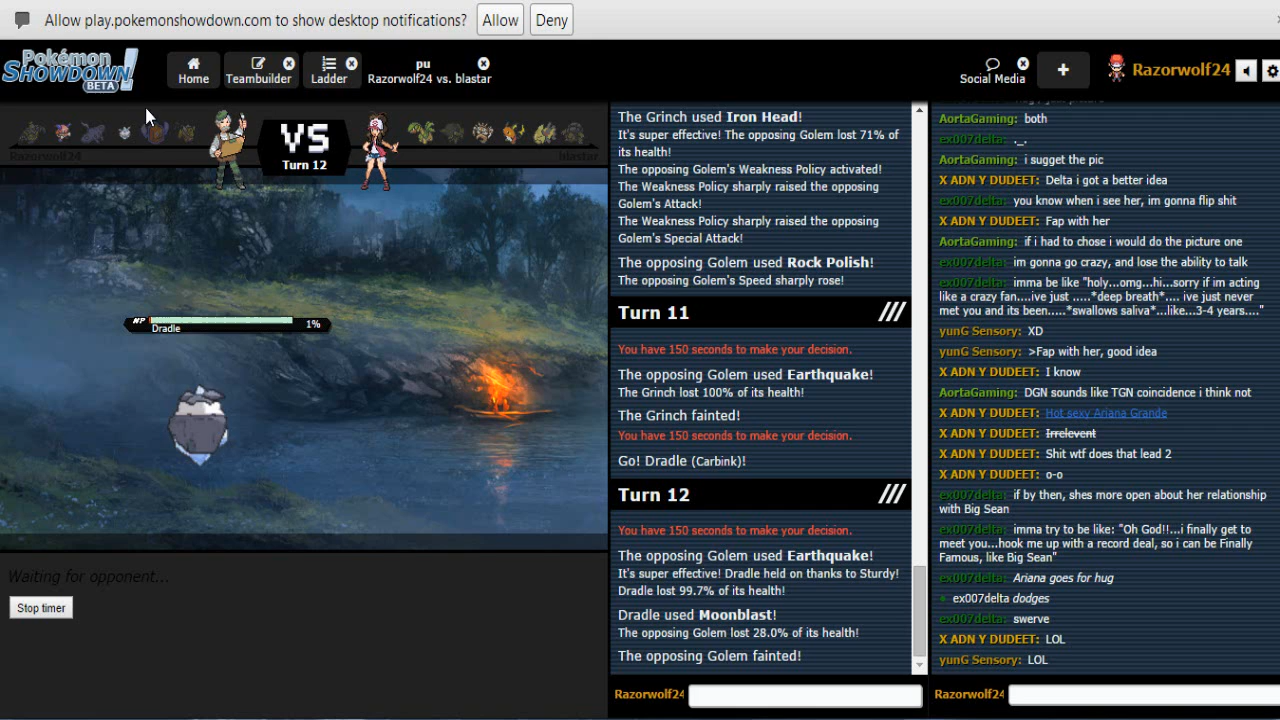 Allow play.pokemonshowdown.com to show desktop notifications?
Allow
Deny
Pokémon
SHOWDOWN!
BETA
Home
Teambuilder
Ladder
pu
Razorwolf24 vs. blastar
Social Media
+
Razorwolf24
Razorwolf24
VS
Turn 12
blastar
NP
Dradle
1%
Waiting for opponent...
Stop timer
The Grinch used Iron Head!
It's super effective! The opposing Golem lost 71% of
its health!
The opposing Golem's Weakness Policy activated!
The Weakness Policy sharply raised the opposing
Golem's Attack!
The Weakness Policy sharply raised the opposing
Golem's Special Attack!
The opposing Golem used Rock Polish!
The opposing Golem's Speed sharply rose!
Turn 11
You have 150 seconds to make your decision.
The opposing Golem used Earthquake!
The Grinch lost 100% of its health!
The Grinch fainted!
You have 150 seconds to make your decision.
Go! Dradle (Carbink)!
Turn 12
You have 150 seconds to make your decision.
The opposing Golem used Earthquake!
It's super effective! Dradle held on thanks to Sturdy!
Dradle lost 99.7% of its health!
Dradle used Moonblast!
The opposing Golem lost 28.0% of its health!
The opposing Golem fainted!
Razorwolf24
AortaGaming: both
ex007delta: ._.
AortaGaming: i sugget the pic
X ADN Y DUDEET: Delta i got a better idea
ex007delta: you know when i see her, im gonna flip shit
X ADN Y DUDEET: Fap with her
AortaGaming: if i had to chose i would do the picture one
ex007delta: im gonna go crazy, and lose the ability to talk
ex007delta: imma be like "holy...omg...hi...sorry if im acting
like a crazy fan....ive just .....*deep breath*.... ive just never
met you and its been.....*swallows saliva*...like...3-4 years...."
yunG Sensory: XD
yunG Sensory: >Fap with her, good idea
X ADN Y DUDEET: I know
AortaGaming: DGN sounds like TGN coincidence i think not
X ADN Y DUDEET: Hot sexy Ariana Grande
X ADN Y DUDEET: Irrelevent
X ADN Y DUDEET: Shit wtf does that lead 2
X ADN Y DUDEET: o-o
ex007delta: if by then, shes more open about her relationship
with Big Sean
ex007delta: imma try to be like: "Oh God!!...i finally get to
meet you...hook me up with a record deal, so i can be Finally
Famous, like Big Sean"
ex007delta: Ariana goes for hug
• ex007delta dodges
ex007delta: swerve
X ADN Y DUDEET: LOL
yunG Sensory: LOL
Razorwolf24